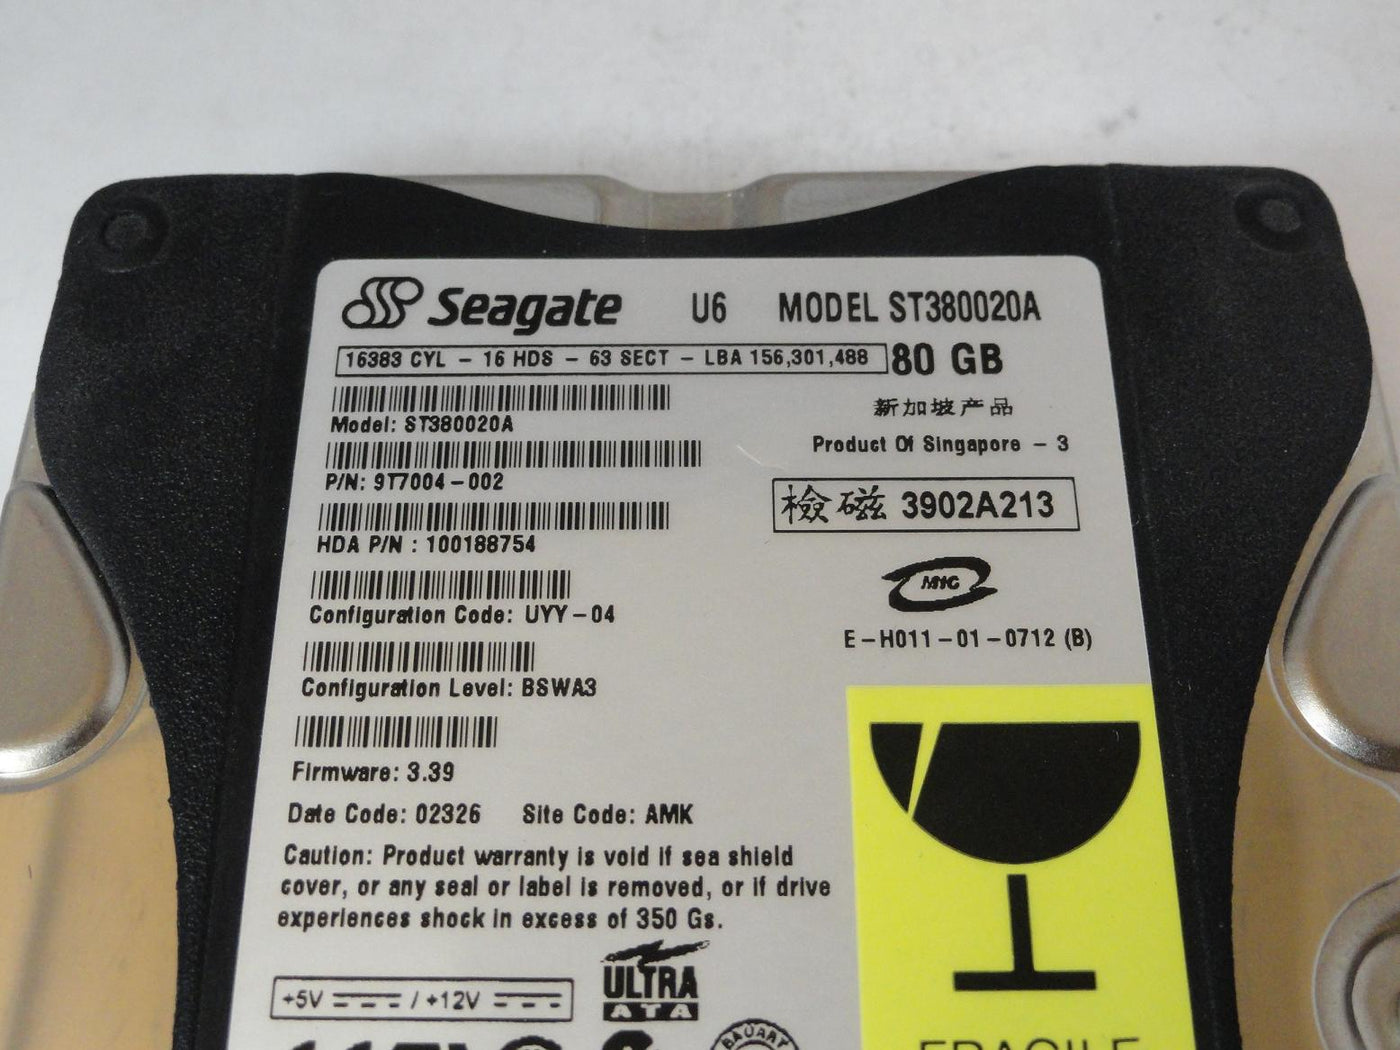 Seagate U6 MODEL ST380020A
16383 CYL - 16 HDS - 63 SECT - LBA 156,301,488 80 GB
Model: ST380020A
新加坡产品
Product Of Singapore - 3
P/N: 9T7004-002
檢磁 3902A213
HDA P/N : 100188754
MIC
Configuration Code: UYY-04
E-H011-01-0712 (B)
Configuration Level: BSWA3
Firmware: 3.39
Date Code: 02326 Site Code: AMK
Caution: Product warranty is void if sea shield
cover, or any seal or label is removed, or if drive
experiences shock in excess of 350 Gs.
+5V / +12V
ULTRA
ATA
BAUART
FRAGILE